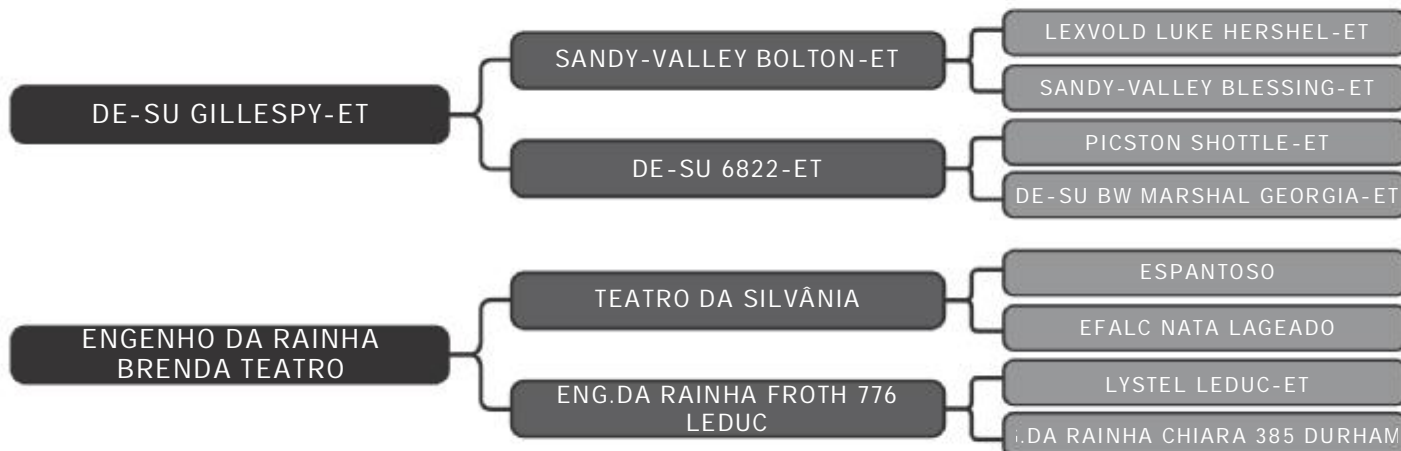 LEXVOLD LUKE HERSHEL-ET
SANDY-VALLEY BOLTON-ET
SANDY-VALLEY BLESSING-ET
DE-SU GILLESPY-ET
PICSTON SHOTTLE-ET
DE-SU 6822-ET
DE-SU BW MARSHAL GEORGIA-ET
ESPANTOSO
TEATRO DA SILVÂNIA
EFALC NATA LAGEADO
ENGENHO DA RAINHA
BRENDA TEATRO
LYSTEL LEDUC-ET
ENG.DA RAINHA FROTH 776
LEDUC
.DA RAINHA CHIARA 385 DURHAM